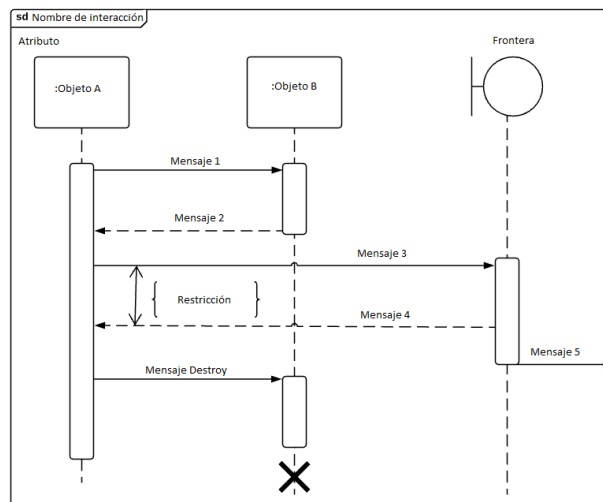 sd Nombre de interacción
Atributo
Frontera
:Objeto A
:Objeto B
Mensaje 1
Mensaje 2
Mensaje 3
{ Restricción }
Mensaje 4
Mensaje 5
Mensaje Destroy